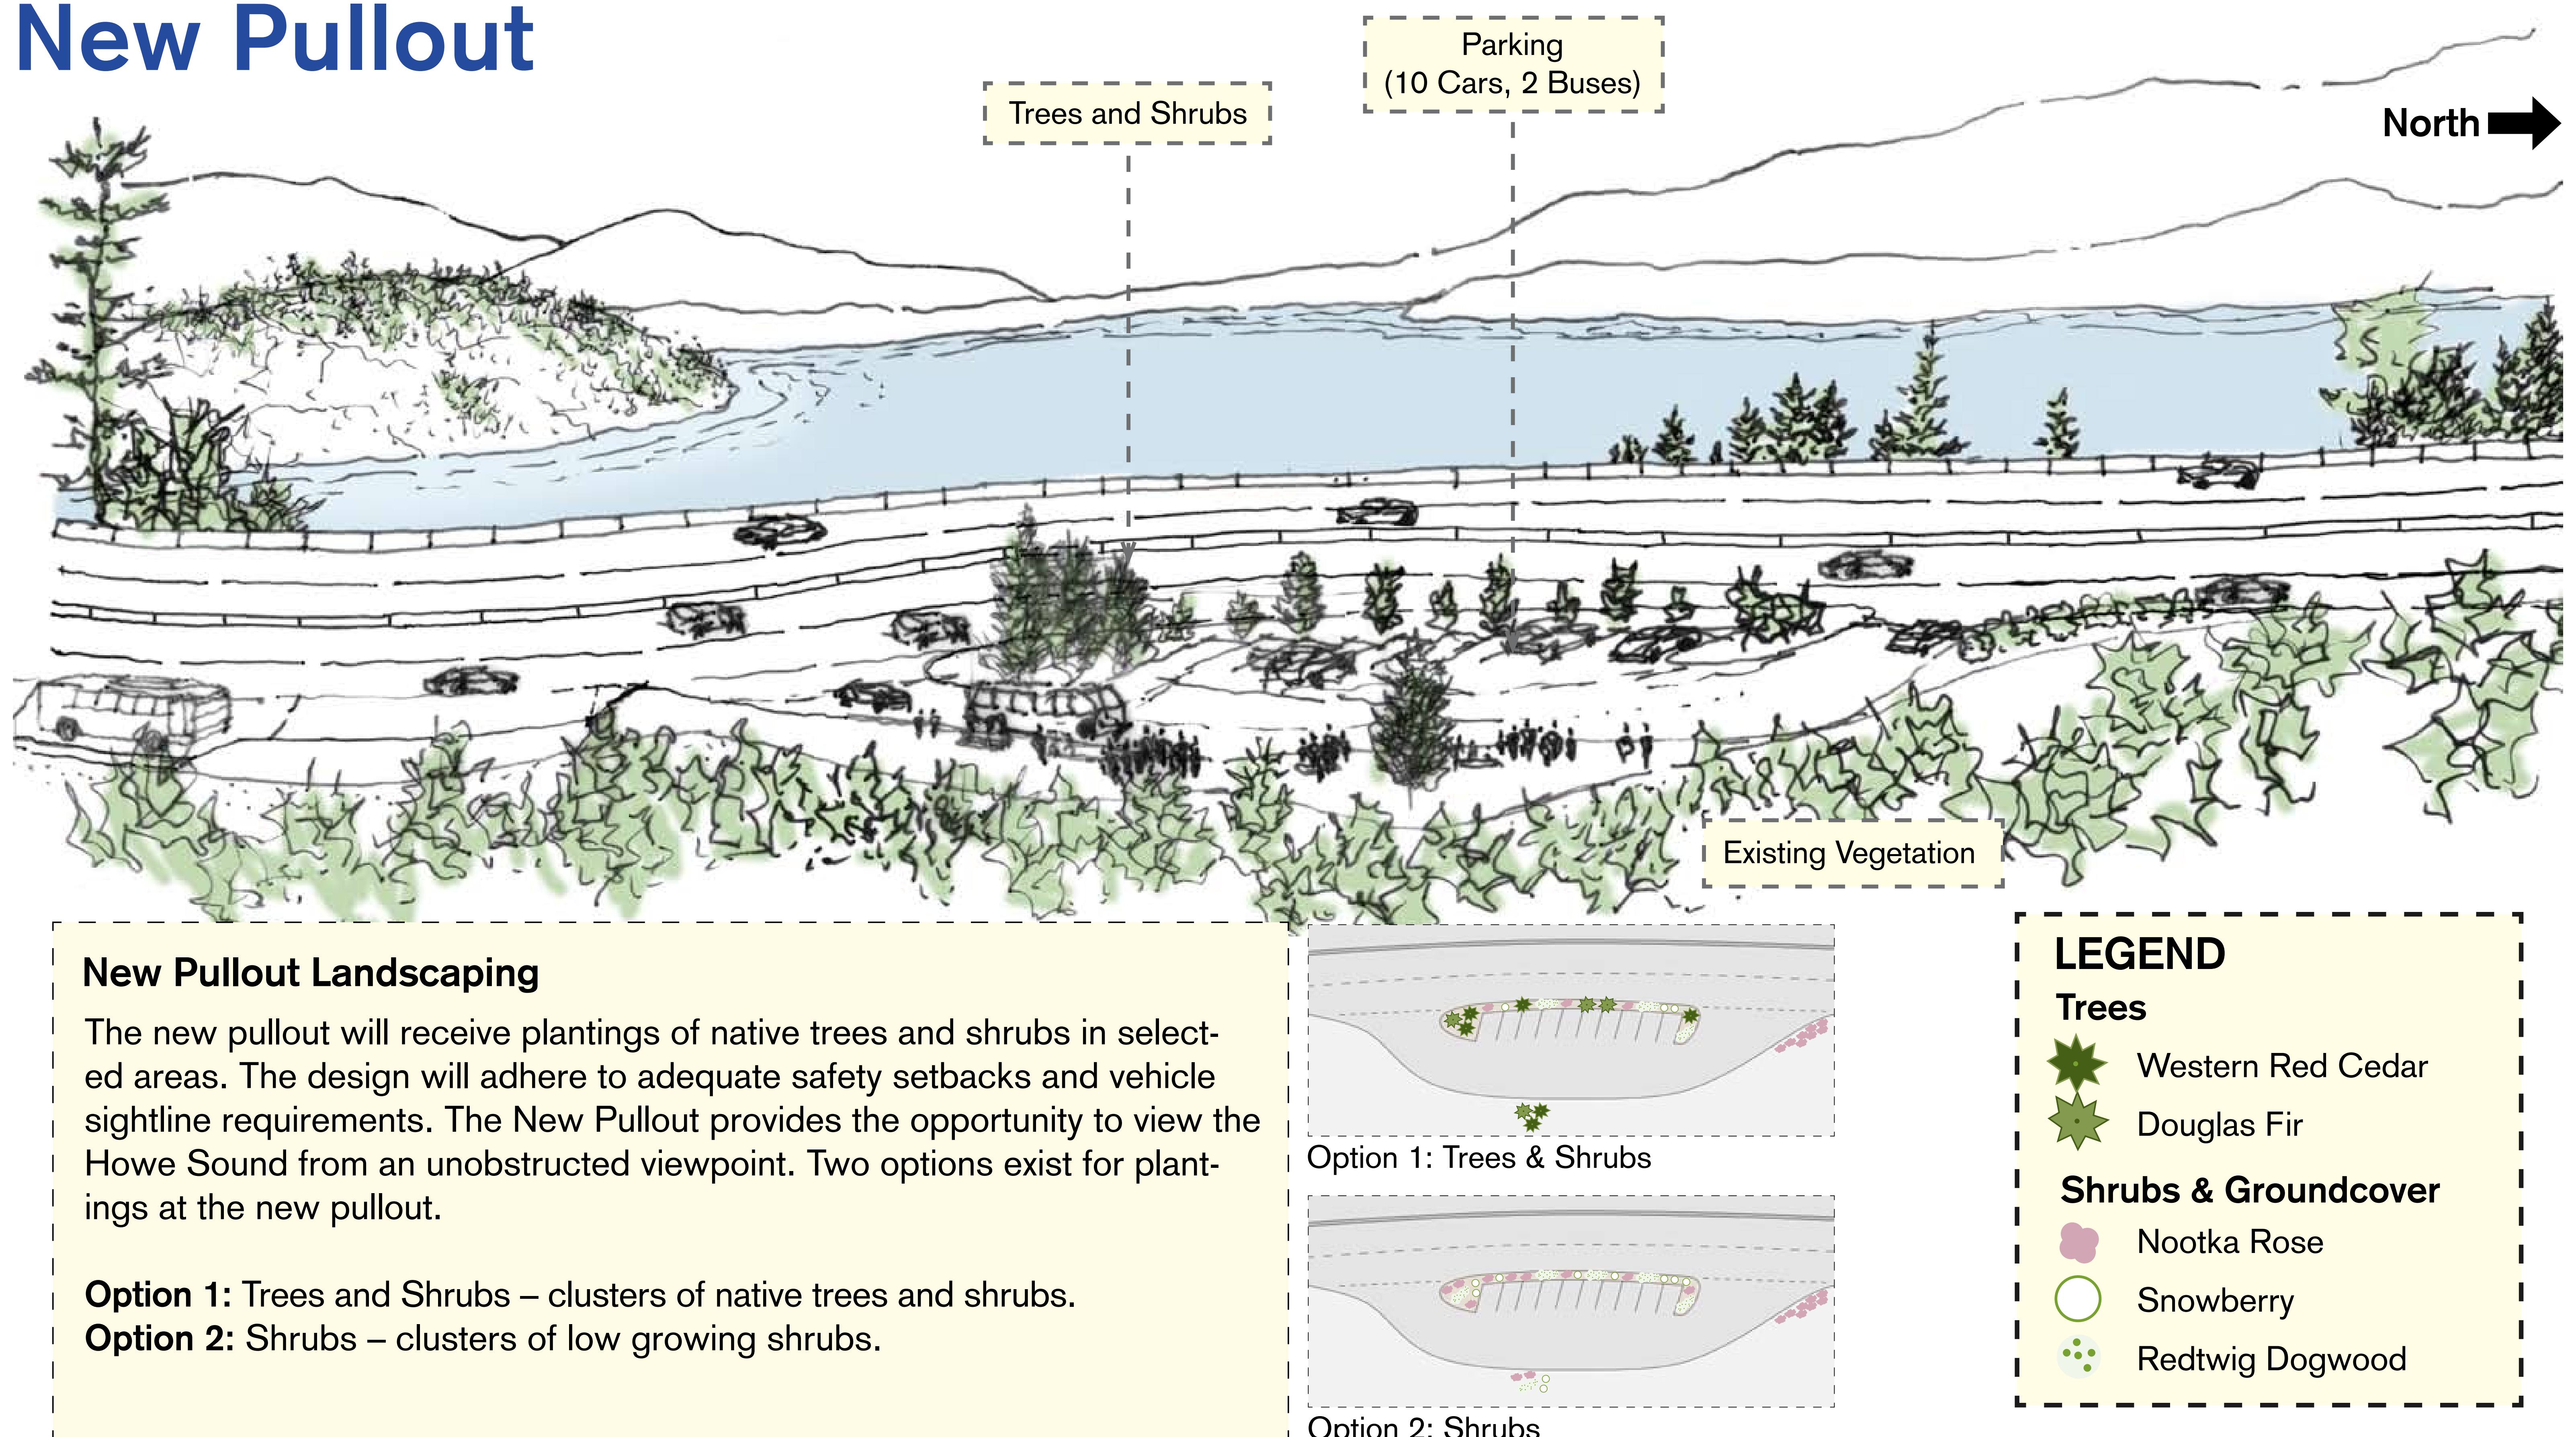 New Pullout
Parking
(10 Cars, 2 Buses)
Trees and Shrubs
North
Existing Vegetation
New Pullout Landscaping
The new pullout will receive plantings of native trees and shrubs in select-
ed areas. The design will adhere to adequate safety setbacks and vehicle
sightline requirements. The New Pullout provides the opportunity to view the
Howe Sound from an unobstructed viewpoint. Two options exist for plant-
ings at the new pullout.
Option 1: Trees and Shrubs – clusters of native trees and shrubs.
Option 2: Shrubs – clusters of low growing shrubs.
Option 1: Trees & Shrubs
Option 2: Shrubs
LEGEND
Trees
Western Red Cedar
Douglas Fir
Shrubs & Groundcover
Nootka Rose
Snowberry
Redtwig Dogwood